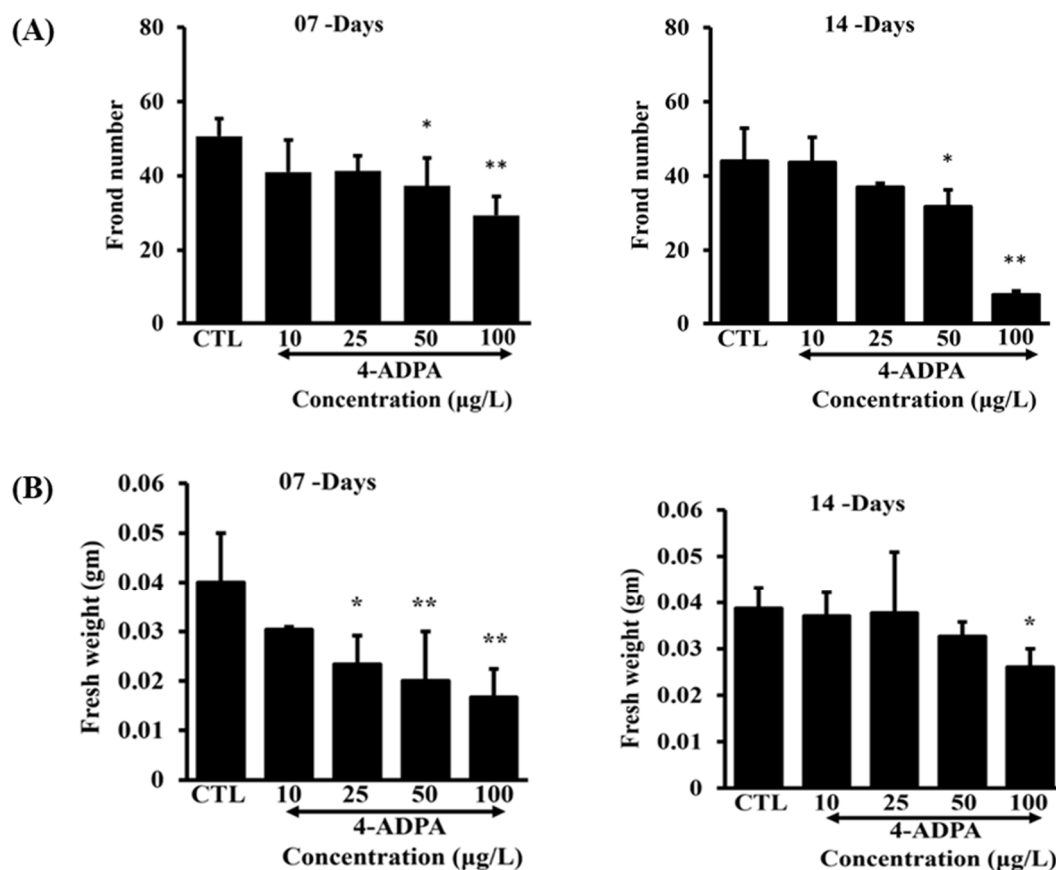 (A)
07 -Days
80
60
40
20
0
Frond number
*
**
CTL 10 25 50 100
4-ADPA
Concentration (µg/L)
14 -Days
80
60
40
20
0
Frond number
*
**
CTL 10 25 50 100
4-ADPA
Concentration (µg/L)
(B)
07 -Days
0.06
0.05
0.04
0.03
0.02
0.01
0
Fresh weight (gm)
*
**
**
CTL 10 25 50 100
4-ADPA
Concentration (µg/L)
14 -Days
0.06
0.05
0.04
0.03
0.02
0.01
0
Fresh weight (gm)
*
CTL 10 25 50 100
4-ADPA
Concentration (µg/L)